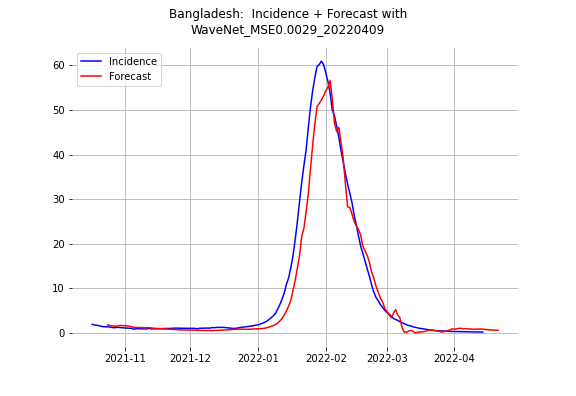 Bangladesh:  Incidence + Forecast with
WaveNet_MSE0.0029_20220409
Incidence
Forecast
60
50
40
30
20
10
0
2021-11 2021-12 2022-01 2022-02 2022-03 2022-04